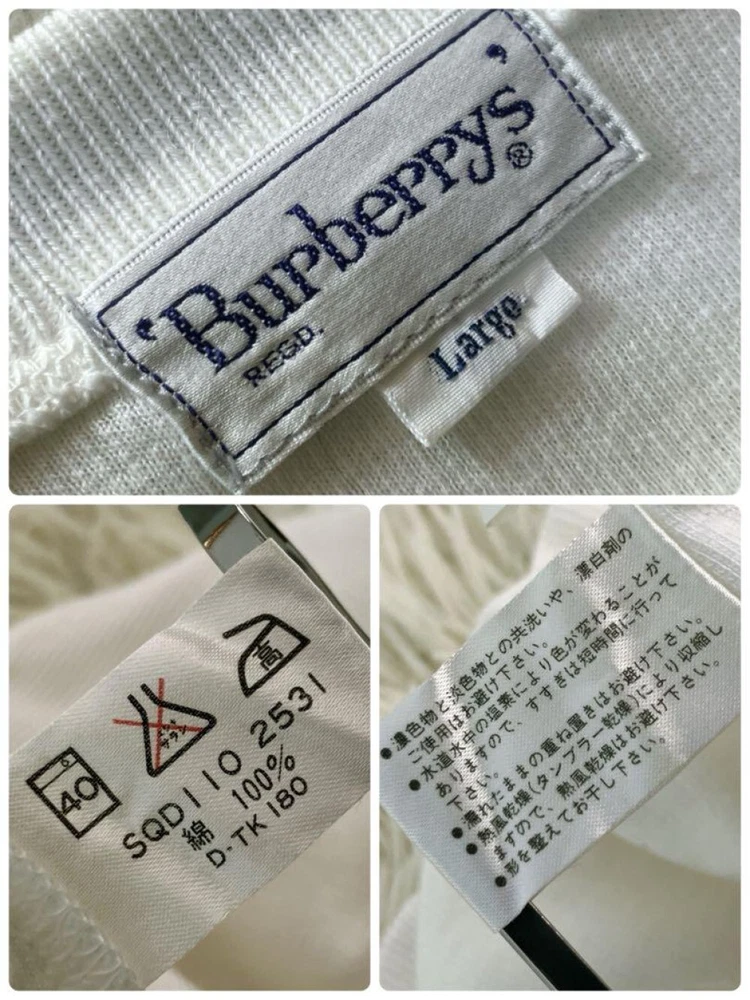 'Burberrys'®
REGD.
Large
高
40
エンソ
サラシ
SQD110 2531
綿 100%
D-TK180
●濃色物と淡色物との共洗いや、漂白剤の
ご使用はお避け下さい。
●水道水中の塩素により色が変わることが
ありますので、すすぎは短時間に行って
下さい。
●濡れたままの重ね置きはお避け下さい。
●熱風乾燥(タンブラー乾燥)により収縮し
ますので、熱風乾燥はお避け下さい。
●形を整えてお干し下さい。